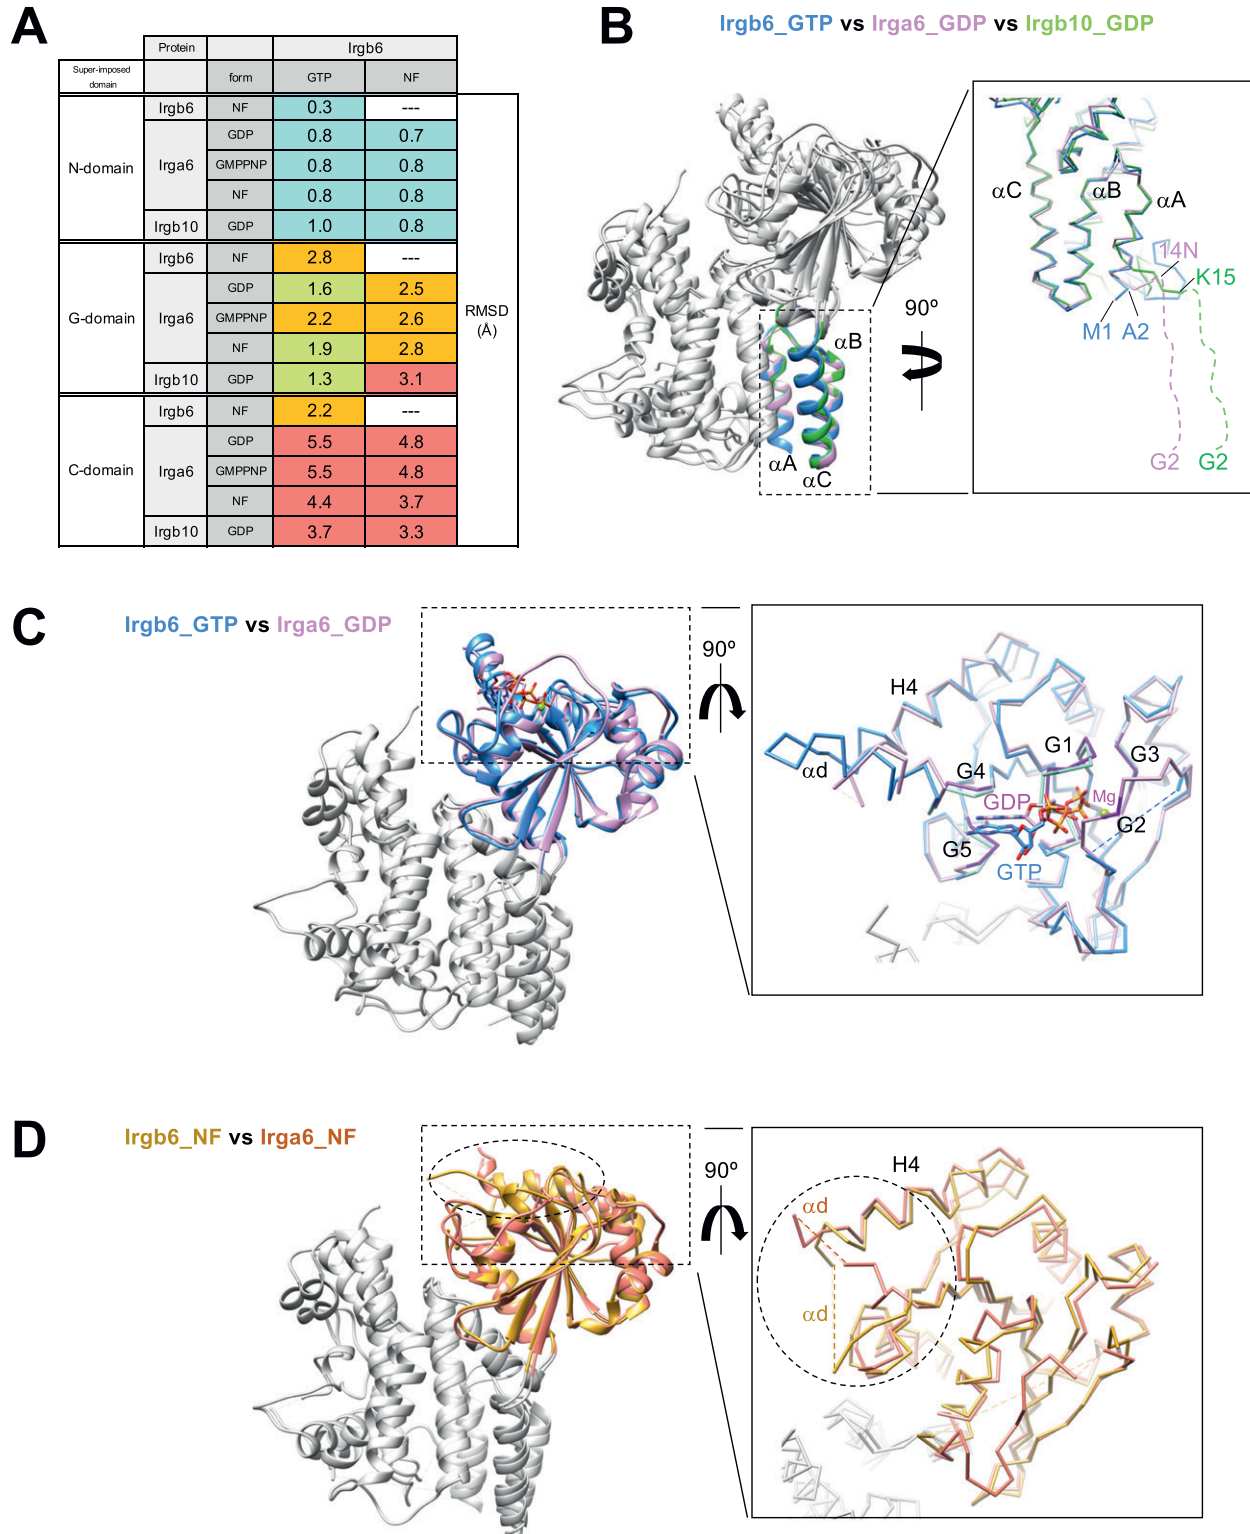 A
Protein Irgb6
Super-imposed domain form GTP NF
N-domain Irgb6 NF 0.3 ---
Irga6 GDP 0.8 0.7
GMPPNP 0.8 0.8
NF 0.8 0.8
Irgb10 GDP 1.0 0.8
G-domain Irgb6 NF 2.8 ---
Irga6 GDP 1.6 2.5
GMPPNP 2.2 2.6
NF 1.9 2.8
Irgb10 GDP 1.3 3.1
C-domain Irgb6 NF 2.2 ---
Irga6 GDP 5.5 4.8
GMPPNP 5.5 4.8
NF 4.4 3.7
Irgb10 GDP 3.7 3.3
RMSD
(Å)
B
Irgb6_GTP vs Irga6_GDP vs Irgb10_GDP
αB
αA
αC
90º
αC
αB
αA
14N
K15
M1 A2
G2 G2
C
Irgb6_GTP vs Irga6_GDP
90º
H4
αd
G1
G3
G4
GDP
Mg
G2
G5
GTP
D
Irgb6_NF vs Irga6_NF
90º
H4
αd
αd